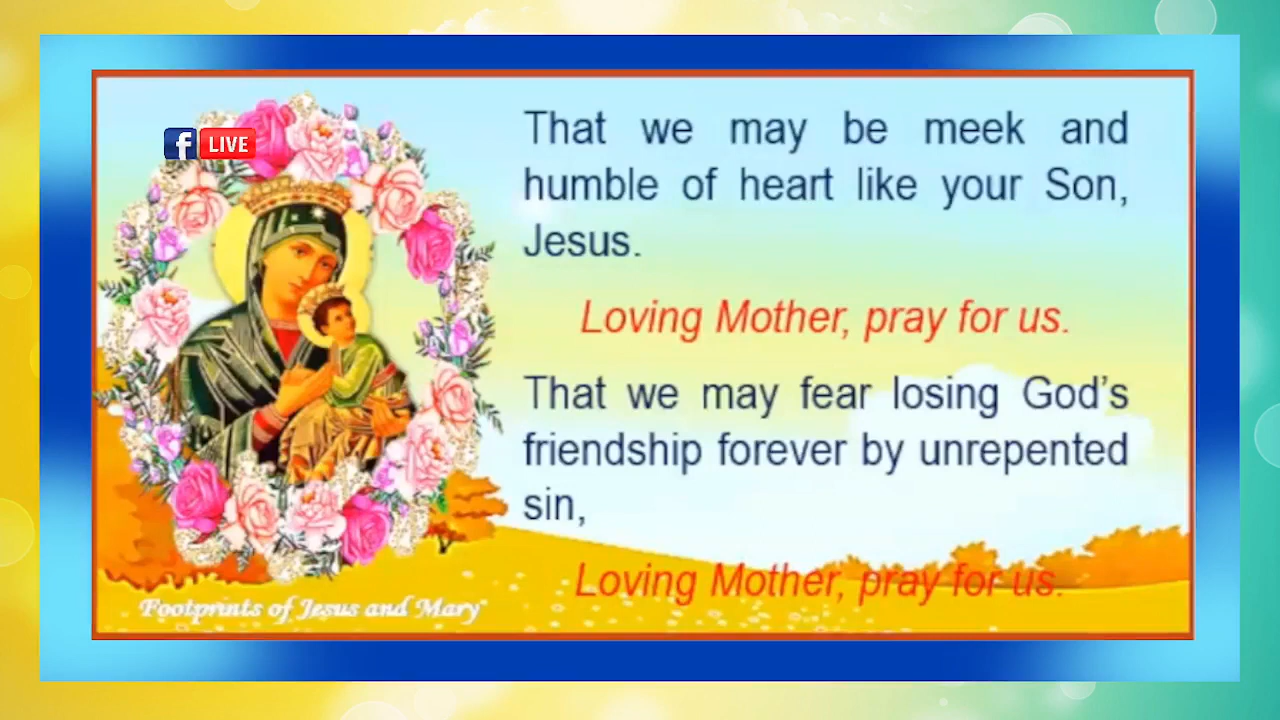 f LIVE
That we may be meek and
humble of heart like your Son,
Jesus.
Loving Mother, pray for us.
That we may fear losing God's
friendship forever by unrepented
sin,
Loving Mother, pray for us.
Footprints of Jesus and Mary